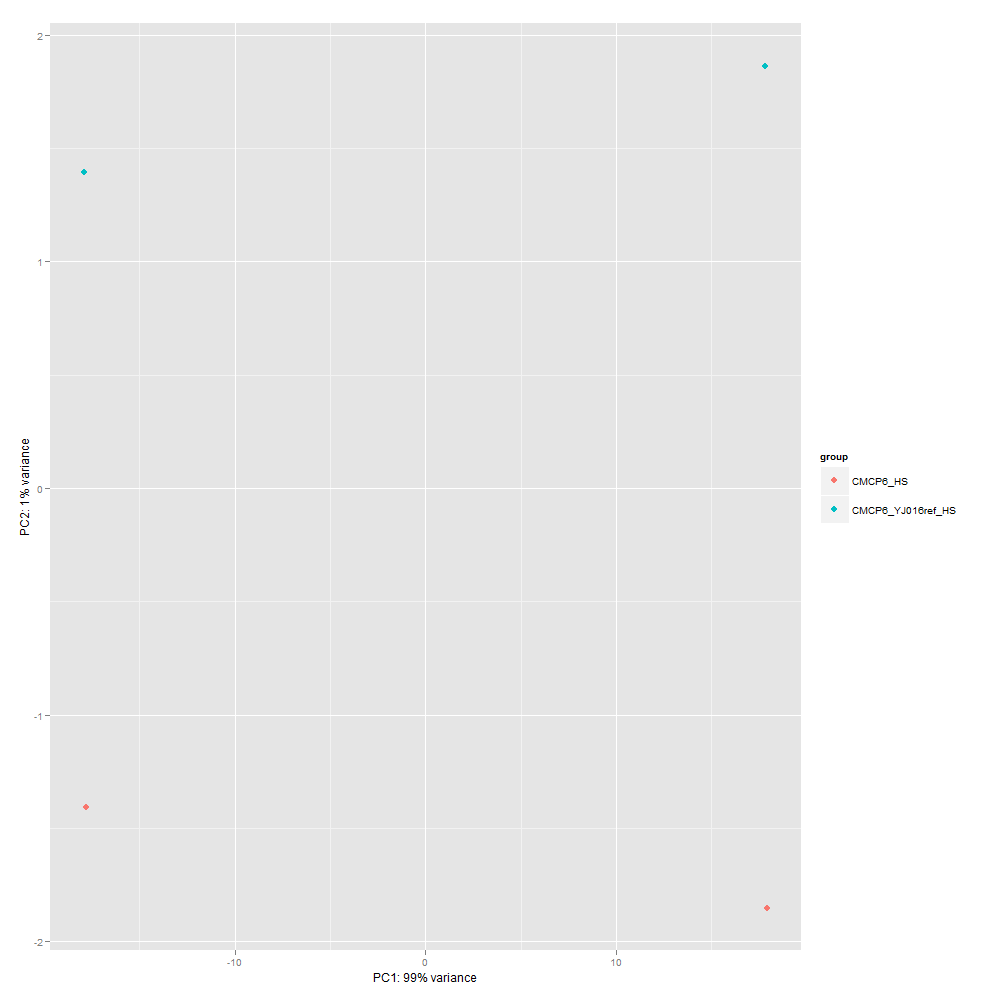 2
1
0
-1
-2
PC2: 1% variance
-10
0
10
PC1: 99% variance
group
CMCP6_HS
CMCP6_YJ016ref_HS